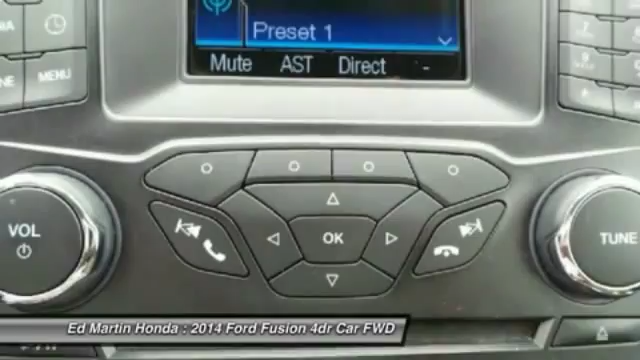 Preset 1
Mute AST Direct -
MENU
VOL
OK
TUNE
Ed Martin Honda : 2014 Ford Fusion 4dr Car FWD